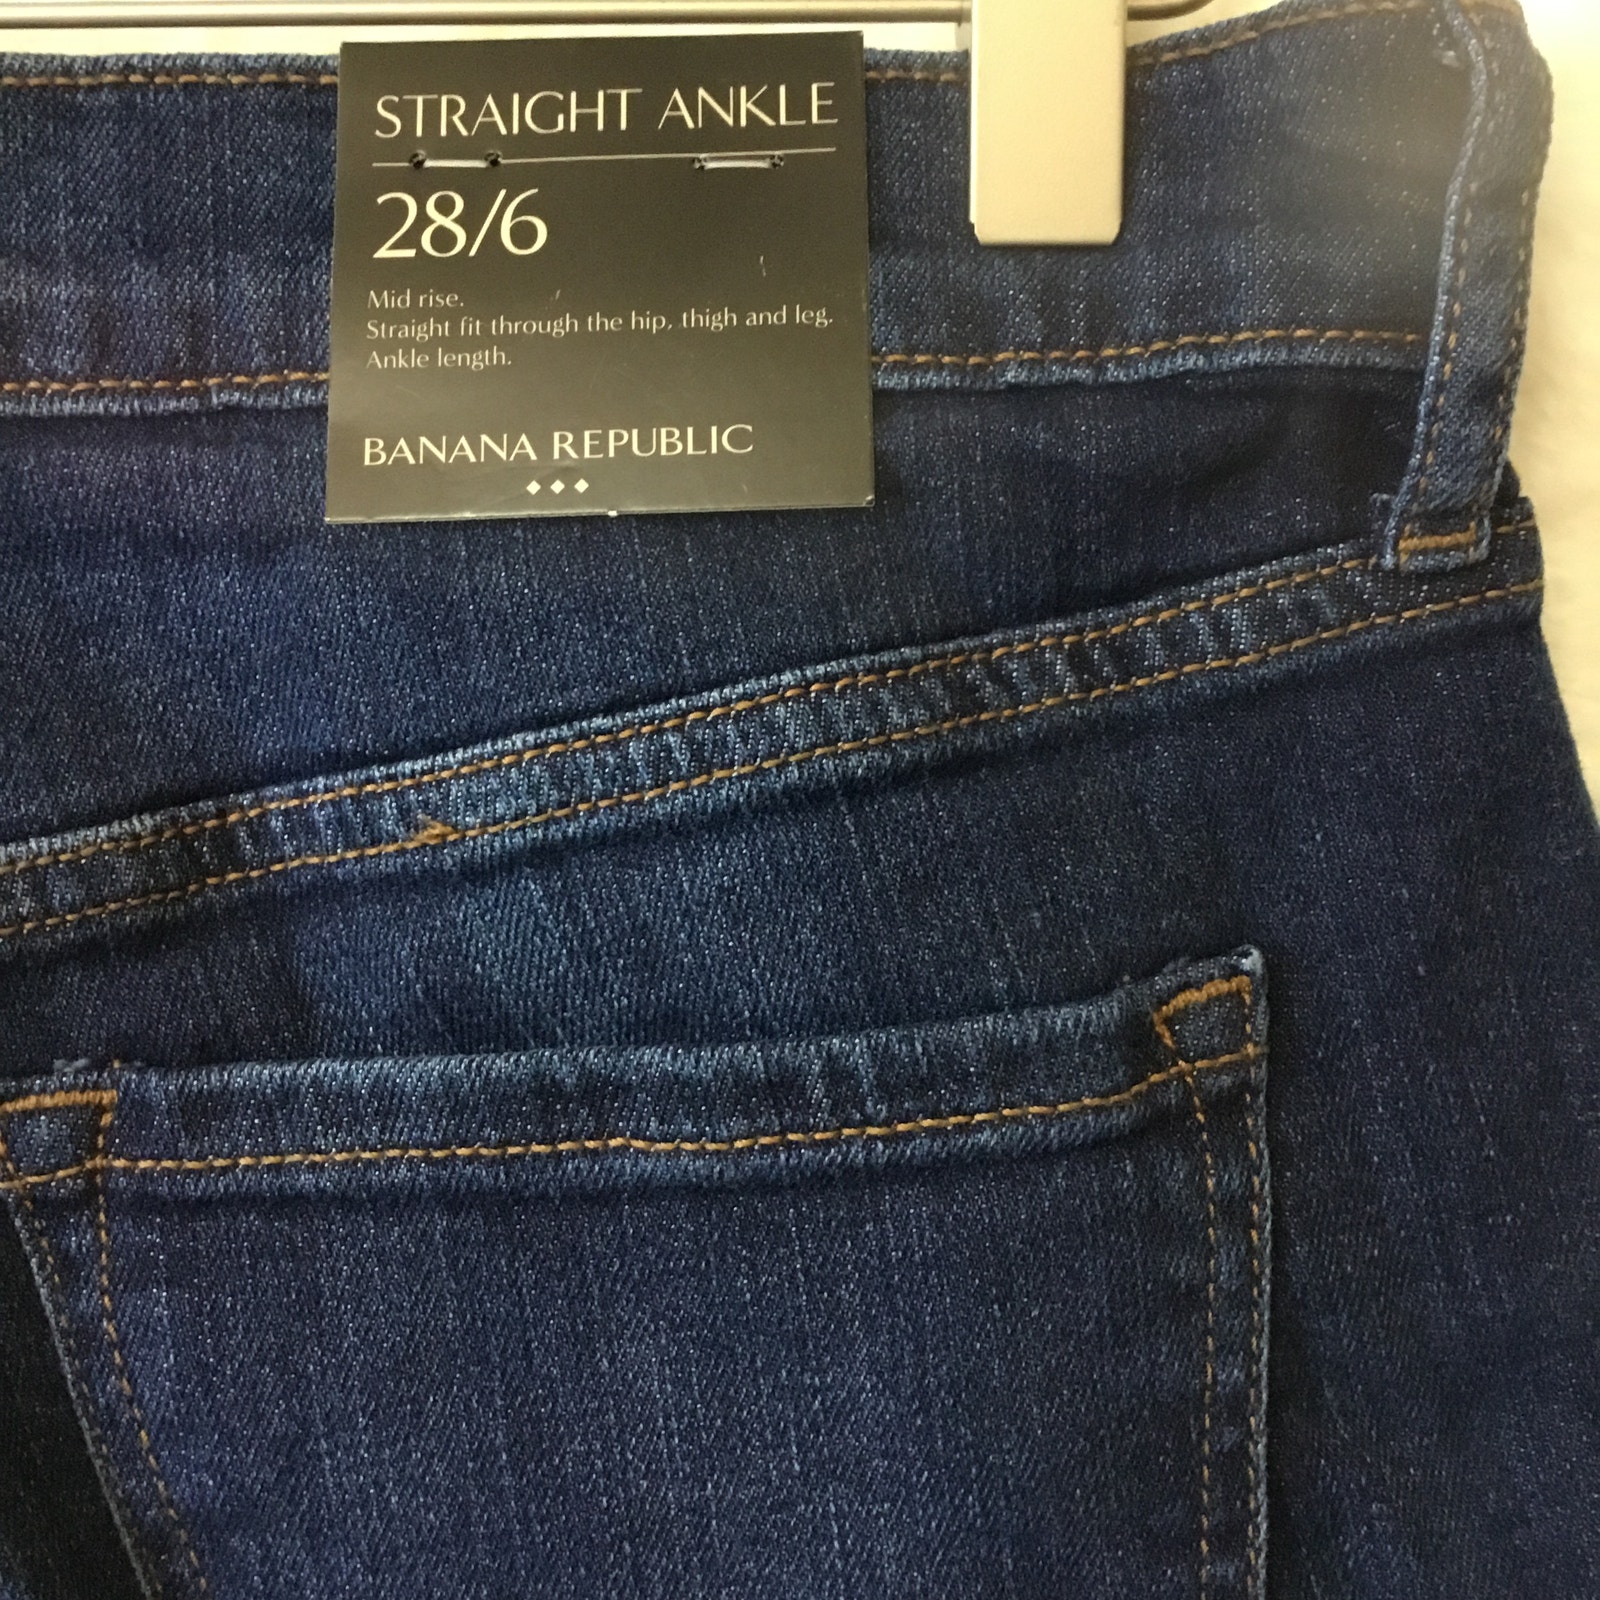 STRAIGHT ANKLE
28/6
Mid rise.
Straight fit through the hip, thigh and leg.
Ankle length.
BANANA REPUBLIC